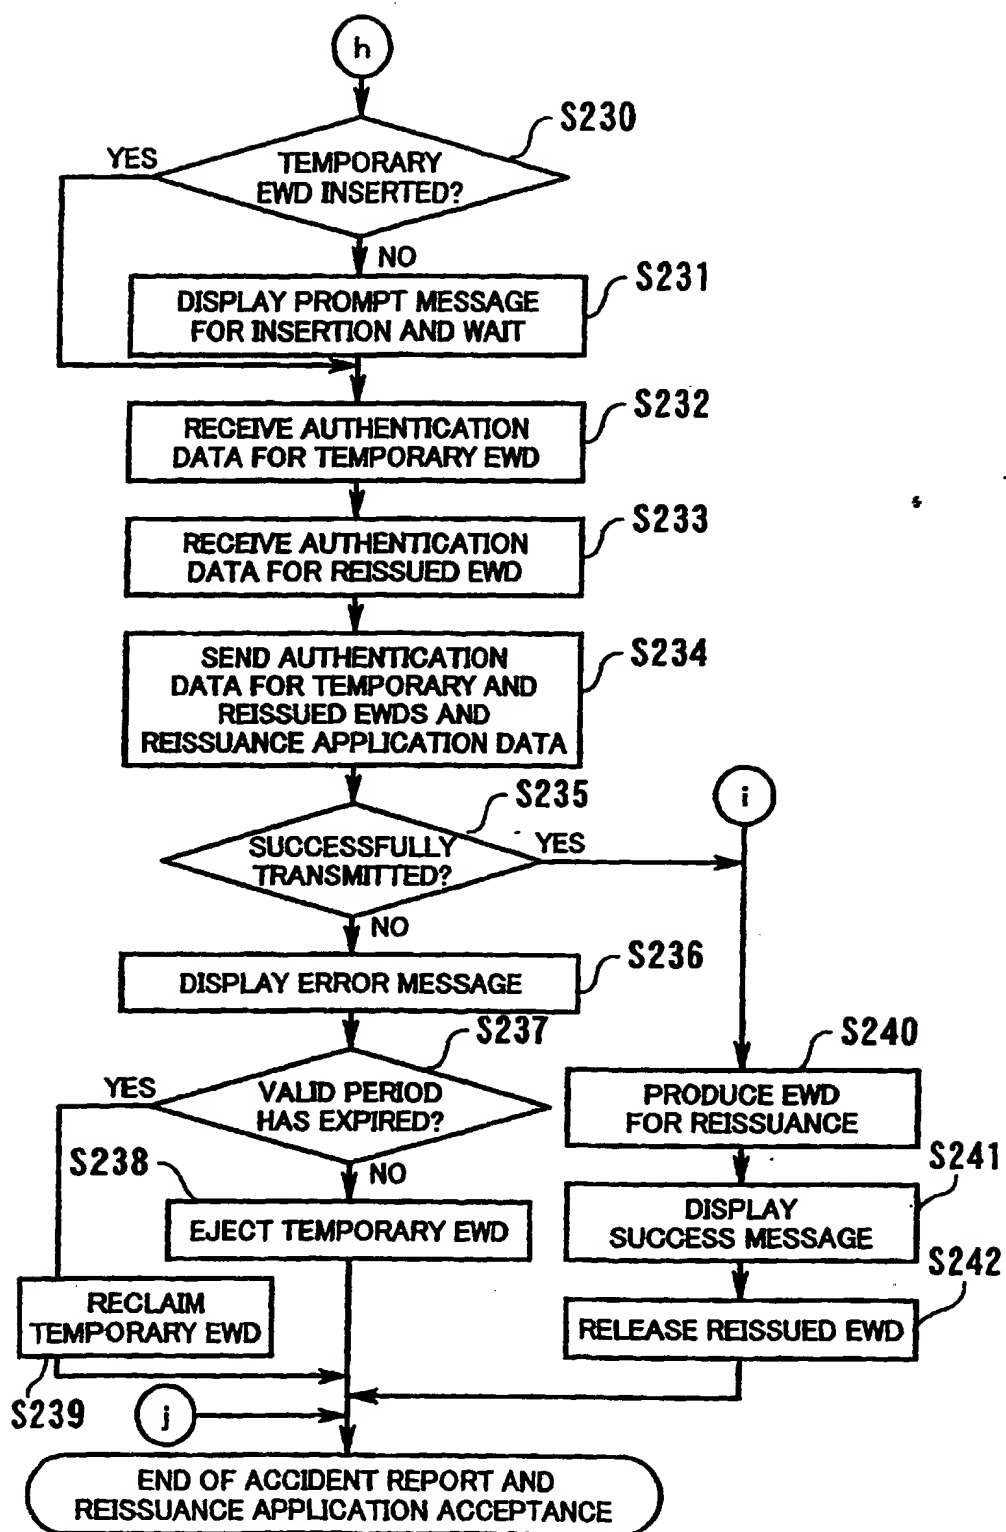 h
S230
YES
TEMPORARY
EWD INSERTED?
NO
S231
DISPLAY PROMPT MESSAGE
FOR INSERTION AND WAIT
S232
RECEIVE AUTHENTICATION
DATA FOR TEMPORARY EWD
S233
RECEIVE AUTHENTICATION
DATA FOR REISSUED EWD
S234
SEND AUTHENTICATION
DATA FOR TEMPORARY AND
REISSUED EWDS AND
REISSUANCE APPLICATION DATA
i
S235
SUCCESSFULLY
TRANSMITTED?
YES
NO
S236
DISPLAY ERROR MESSAGE
S237
YES
VALID PERIOD
HAS EXPIRED?
NO
S238
EJECT TEMPORARY EWD
RECLAIM
TEMPORARY EWD
S239
S240
PRODUCE EWD
FOR REISSUANCE
S241
DISPLAY
SUCCESS MESSAGE
S242
RELEASE REISSUED EWD
j
END OF ACCIDENT REPORT AND
REISSUANCE APPLICATION ACCEPTANCE